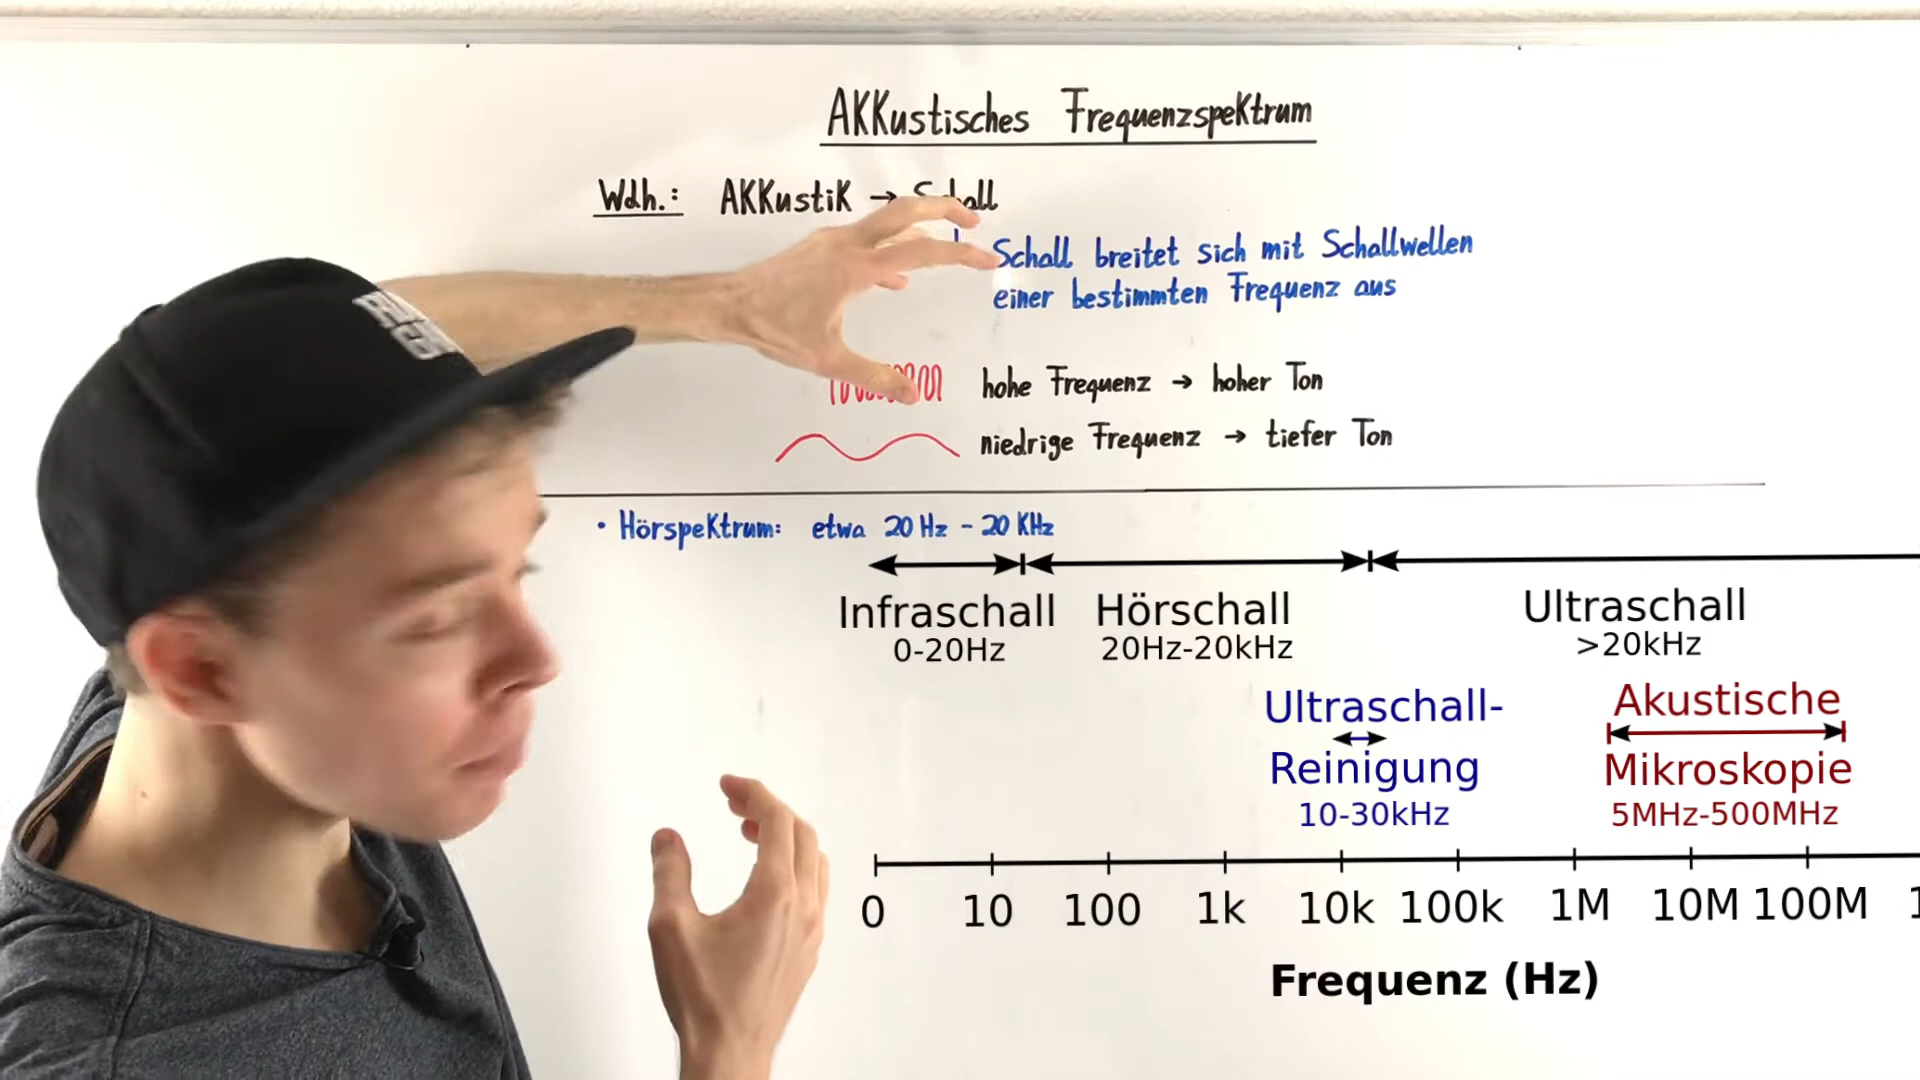 AKKustisches Frequenzspektrum
Wdh.: AKKustiK → Schall
Schall breitet sich mit Schallwellen
einer bestimmten Frequenz aus
hohe Frequenz → hoher Ton
niedrige Frequenz → tiefer Ton
• HörspeKtrum: etwa 20 Hz - 20 KHz
Infraschall Hörschall Ultraschall
0-20Hz 20Hz-20kHz >20kHz
Ultraschall- Akustische
Reinigung Mikroskopie
10-30kHz 5MHz-500MHz
0 10 100 1k 10k 100k 1M 10M 100M
Frequenz (Hz)